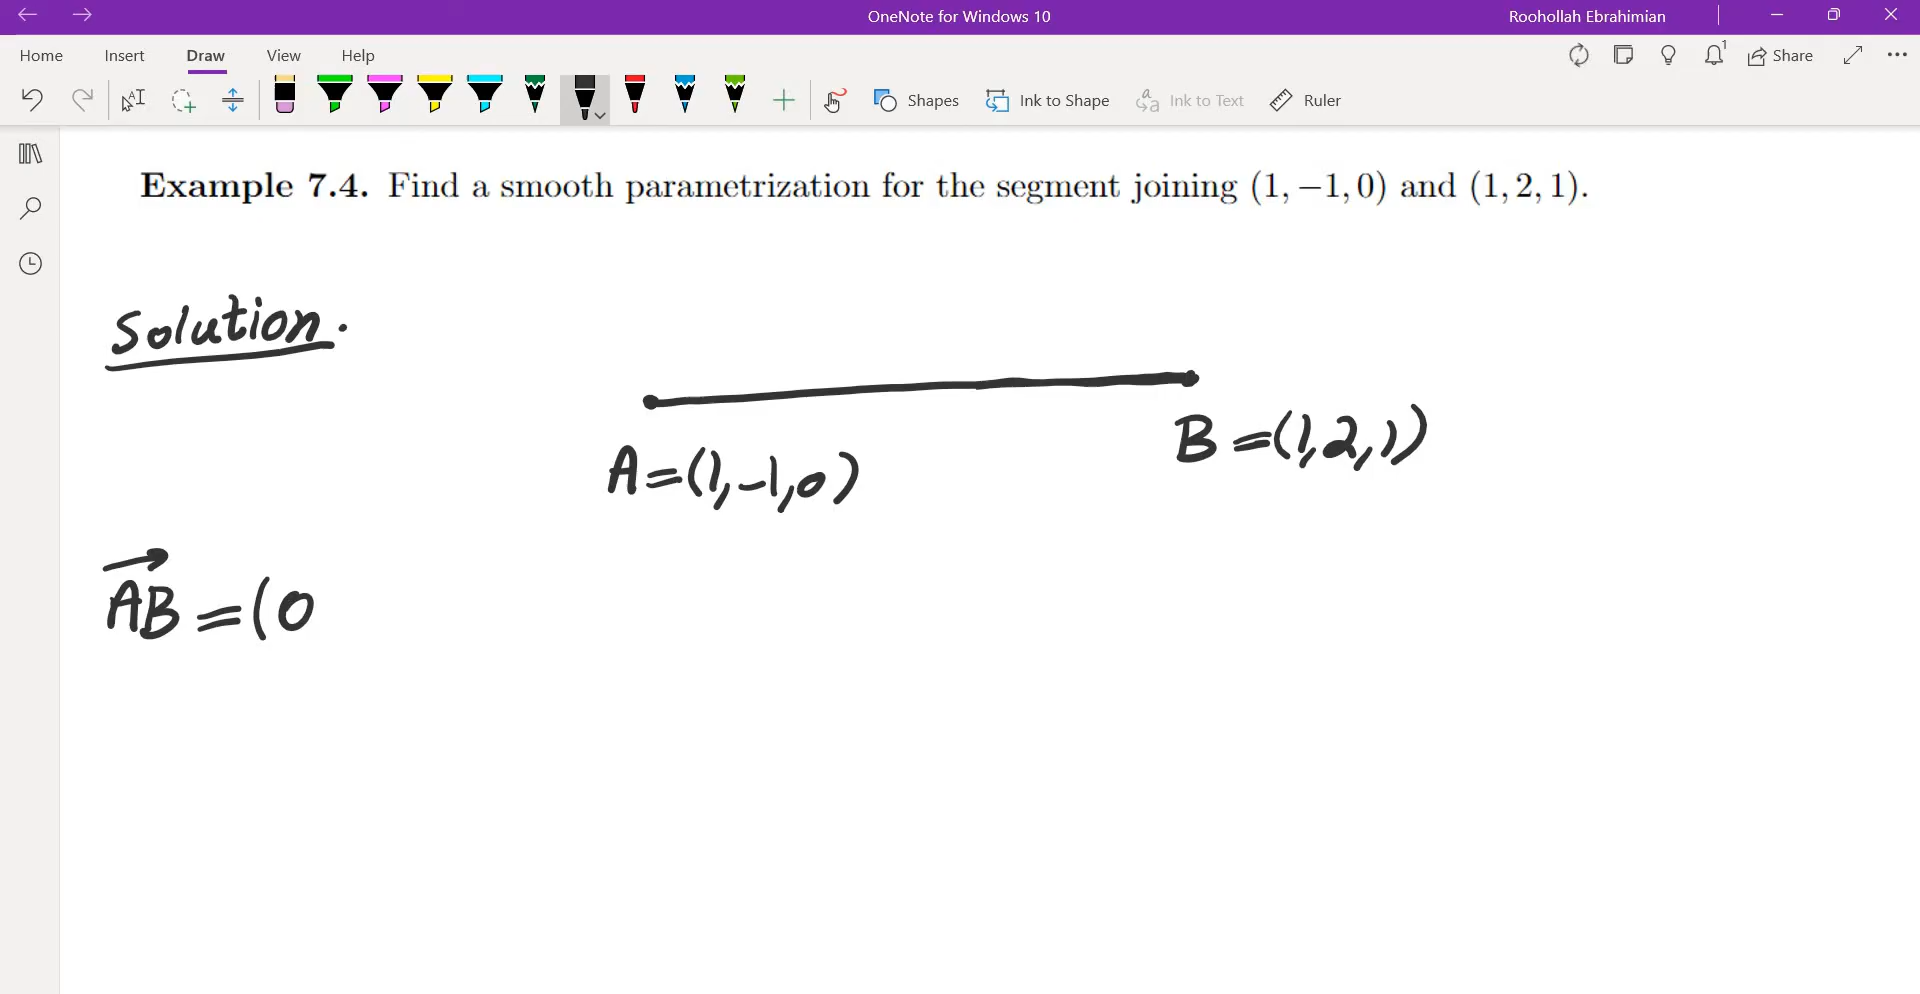 OneNote for Windows 10
Roohollah Ebrahimian
Home Insert Draw View Help
1
Share
Shapes
Ink to Shape
Ink to Text
Ruler
Example 7.4. Find a smooth parametrization for the segment joining (1, −1, 0) and (1, 2, 1).
Solution.
A=(1,-1,0)
B=(1,2,1)
AB=(0